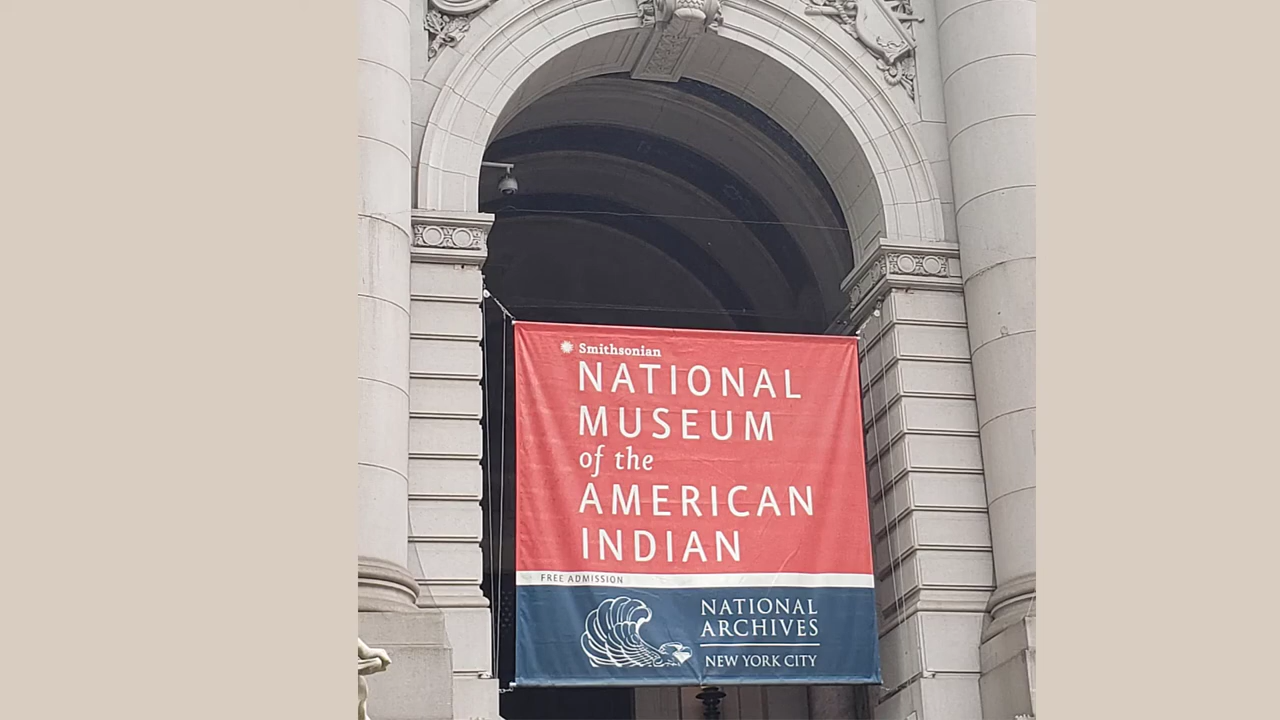 Smithsonian
NATIONAL
MUSEUM
of the
AMERICAN
INDIAN
FREE ADMISSION
NATIONAL
ARCHIVES
NEW YORK CITY